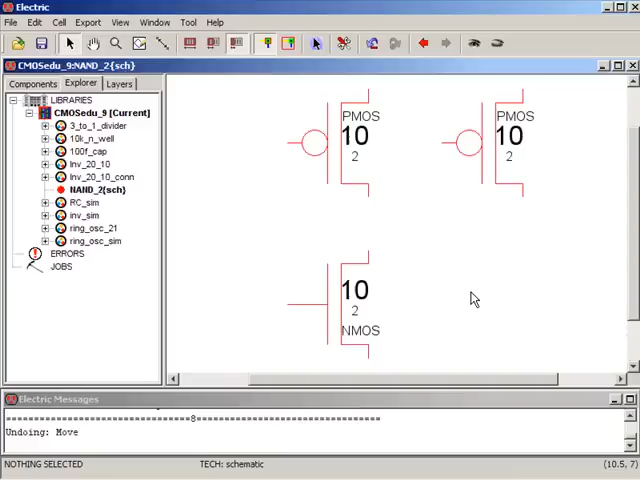 Electric
File Edit Cell Export View Window Tool Help
CMOSedu_9:NAND_2{sch}
Components Explorer Layers
LIBRARIES
CMOSedu_9 [Current]
3_to_1_divider
10k_n_well
100f_cap
Inv_20_10
Inv_20_10_conn
NAND_2{sch}
RC_sim
inv_sim
ring_osc_21
ring_osc_sim
ERRORS
JOBS
PMOS
10
2
PMOS
10
2
10
2
NMOS
Electric Messages
==============================8==============================
Undoing: Move
NOTHING SELECTED TECH: schematic (10.5, 7)